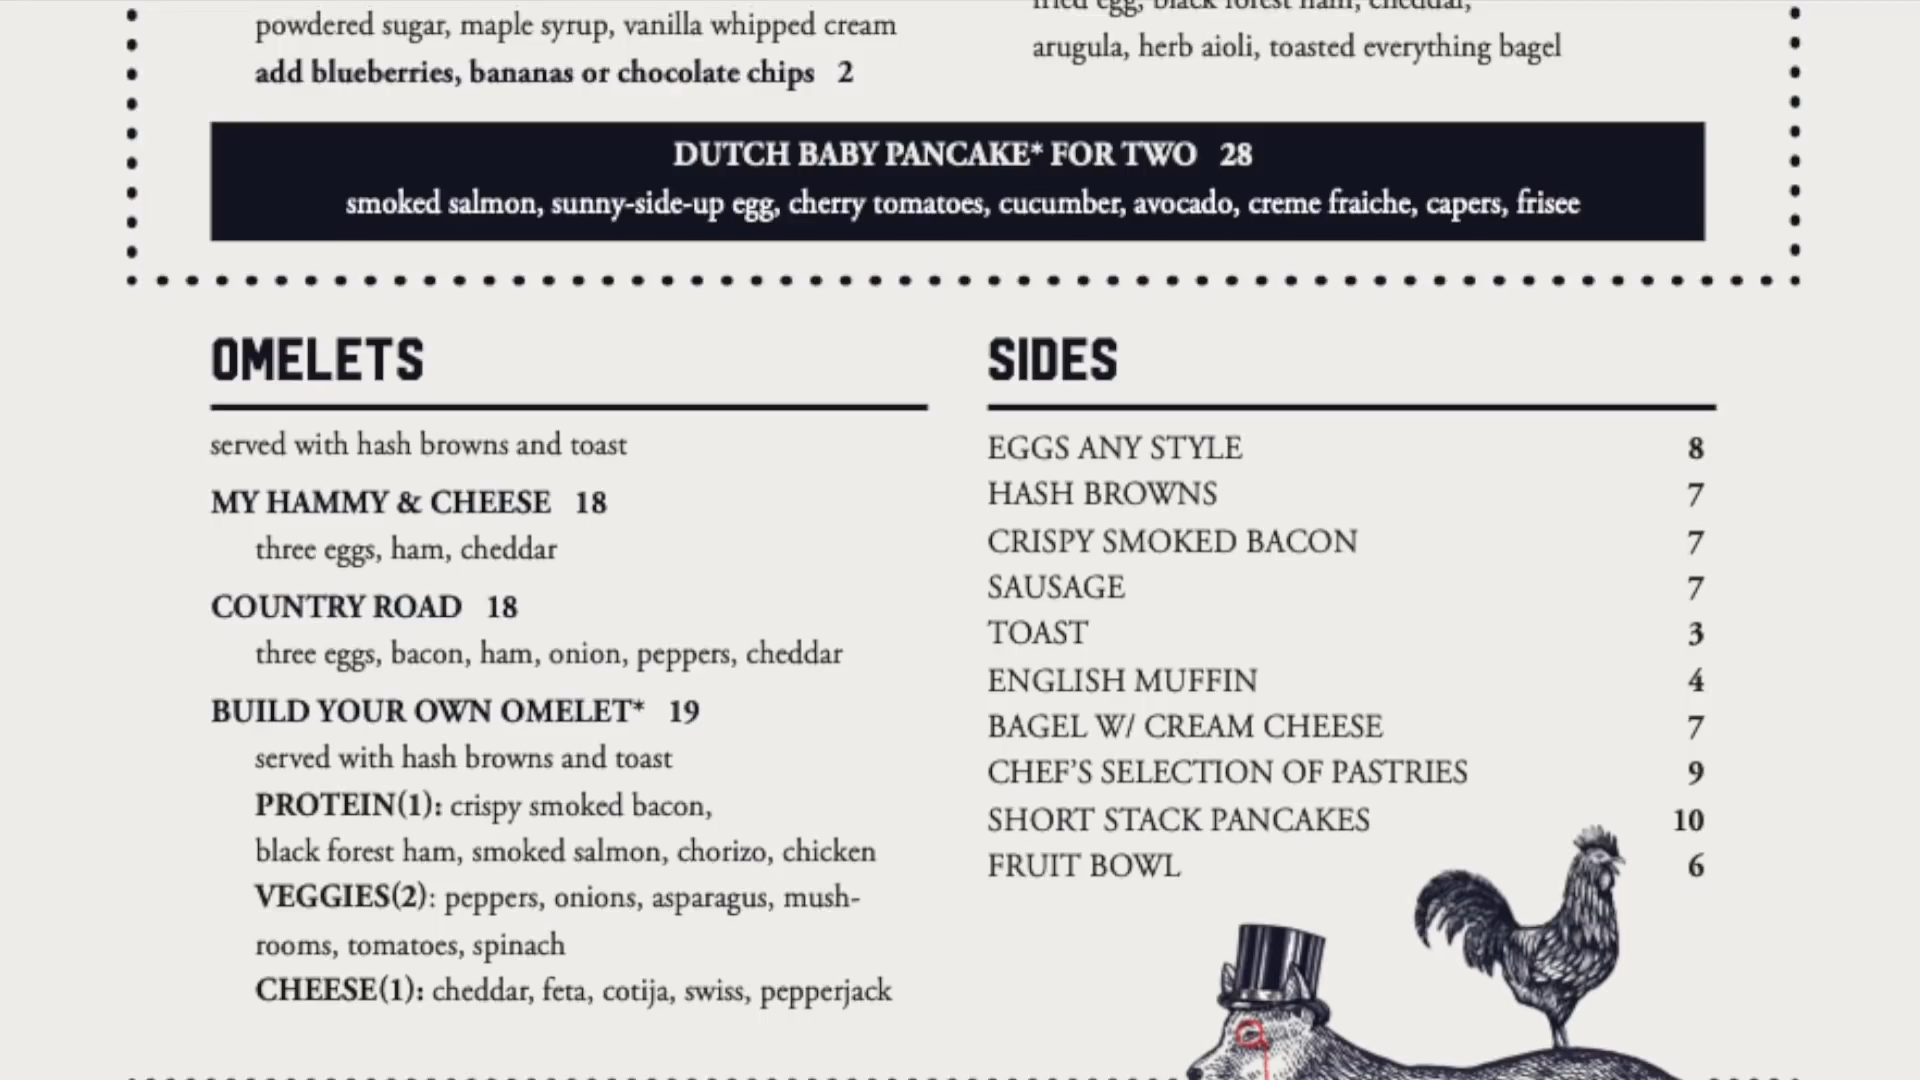 powdered sugar, maple syrup, vanilla whipped cream
add blueberries, bananas or chocolate chips 2
fried egg, black forest ham, cheddar,
arugula, herb aioli, toasted everything bagel
DUTCH BABY PANCAKE* FOR TWO 28
smoked salmon, sunny-side-up egg, cherry tomatoes, cucumber, avocado, creme fraiche, capers, frisee
OMELETS
served with hash browns and toast
MY HAMMY & CHEESE 18
three eggs, ham, cheddar
COUNTRY ROAD 18
three eggs, bacon, ham, onion, peppers, cheddar
BUILD YOUR OWN OMELET* 19
served with hash browns and toast
PROTEIN(1): crispy smoked bacon,
black forest ham, smoked salmon, chorizo, chicken
VEGGIES(2): peppers, onions, asparagus, mush-
rooms, tomatoes, spinach
CHEESE(1): cheddar, feta, cotija, swiss, pepperjack
SIDES
EGGS ANY STYLE 8
HASH BROWNS 7
CRISPY SMOKED BACON 7
SAUSAGE 7
TOAST 3
ENGLISH MUFFIN 4
BAGEL W/ CREAM CHEESE 7
CHEF'S SELECTION OF PASTRIES 9
SHORT STACK PANCAKES 10
FRUIT BOWL 6